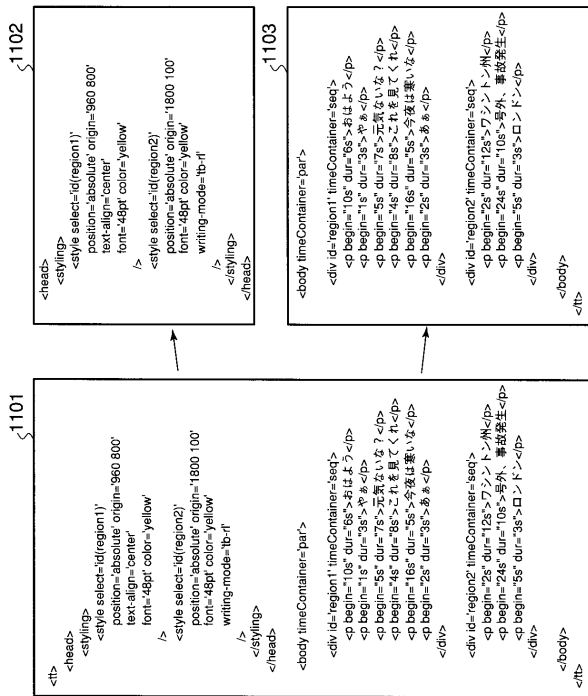 1101
<tt>
<head>
<styling>
<style select='id(region1)'
position='absolute' origin='960 800'
text-align='center'
font='48pt' color='yellow'
/>
<style select='id(region2)'
position='absolute' origin='1800 100'
font='48pt' color='yellow'
writing-mode='tb-rl'
/>
</styling>
</head>
<body timeContainer='par'>
<div id='region1' timeContainer='seq'>
<p begin="10s" dur="6s">おはよう</p>
<p begin="1s" dur="3s">やぁ</p>
<p begin="5s" dur="7s">元気ないな？</p>
<p begin="4s" dur="8s">これを見てくれ</p>
<p begin="16s" dur="5s">今夜は寒いな</p>
<p begin="2s" dur="3s">あぁ</p>
</div>
<div id='region2' timeContainer='seq'>
<p begin="2s" dur="12s">ワシントン州</p>
<p begin="24s" dur="10s">号外、事故発生</p>
<p begin="5s" dur="3s">ロンドン</p>
</div>
</body>
</tt>
1102
<head>
<styling>
<style select='id(region1)'
position='absolute' origin='960 800'
text-align='center'
font='48pt' color='yellow'
/>
<style select='id(region2)'
position='absolute' origin='1800 100'
font='48pt' color='yellow'
writing-mode='tb-rl'
/>
</styling>
</head>
1103
<body timeContainer='par'>
<div id='region1' timeContainer='seq'>
<p begin="10s" dur="6s">おはよう</p>
<p begin="1s" dur="3s">やぁ</p>
<p begin="5s" dur="7s">元気ないな？</p>
<p begin="4s" dur="8s">これを見てくれ</p>
<p begin="16s" dur="5s">今夜は寒いな</p>
<p begin="2s" dur="3s">あぁ</p>
</div>
<div id='region2' timeContainer='seq'>
<p begin="2s" dur="12s">ワシントン州</p>
<p begin="24s" dur="10s">号外、事故発生</p>
<p begin="5s" dur="3s">ロンドン</p>
</div>
</body>
</tt>